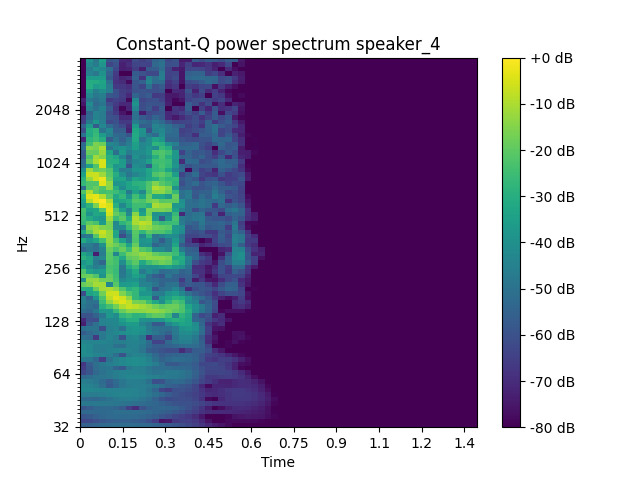 Constant-Q power spectrum speaker_4
+0 dB
2048
-10 dB
1024
-20 dB
-30 dB
512
Hz
-40 dB
256
-50 dB
128
-60 dB
64
-70 dB
32
-80 dB
0 0.15 0.3 0.45 0.6 0.75 0.9 1.1 1.2 1.4
Time